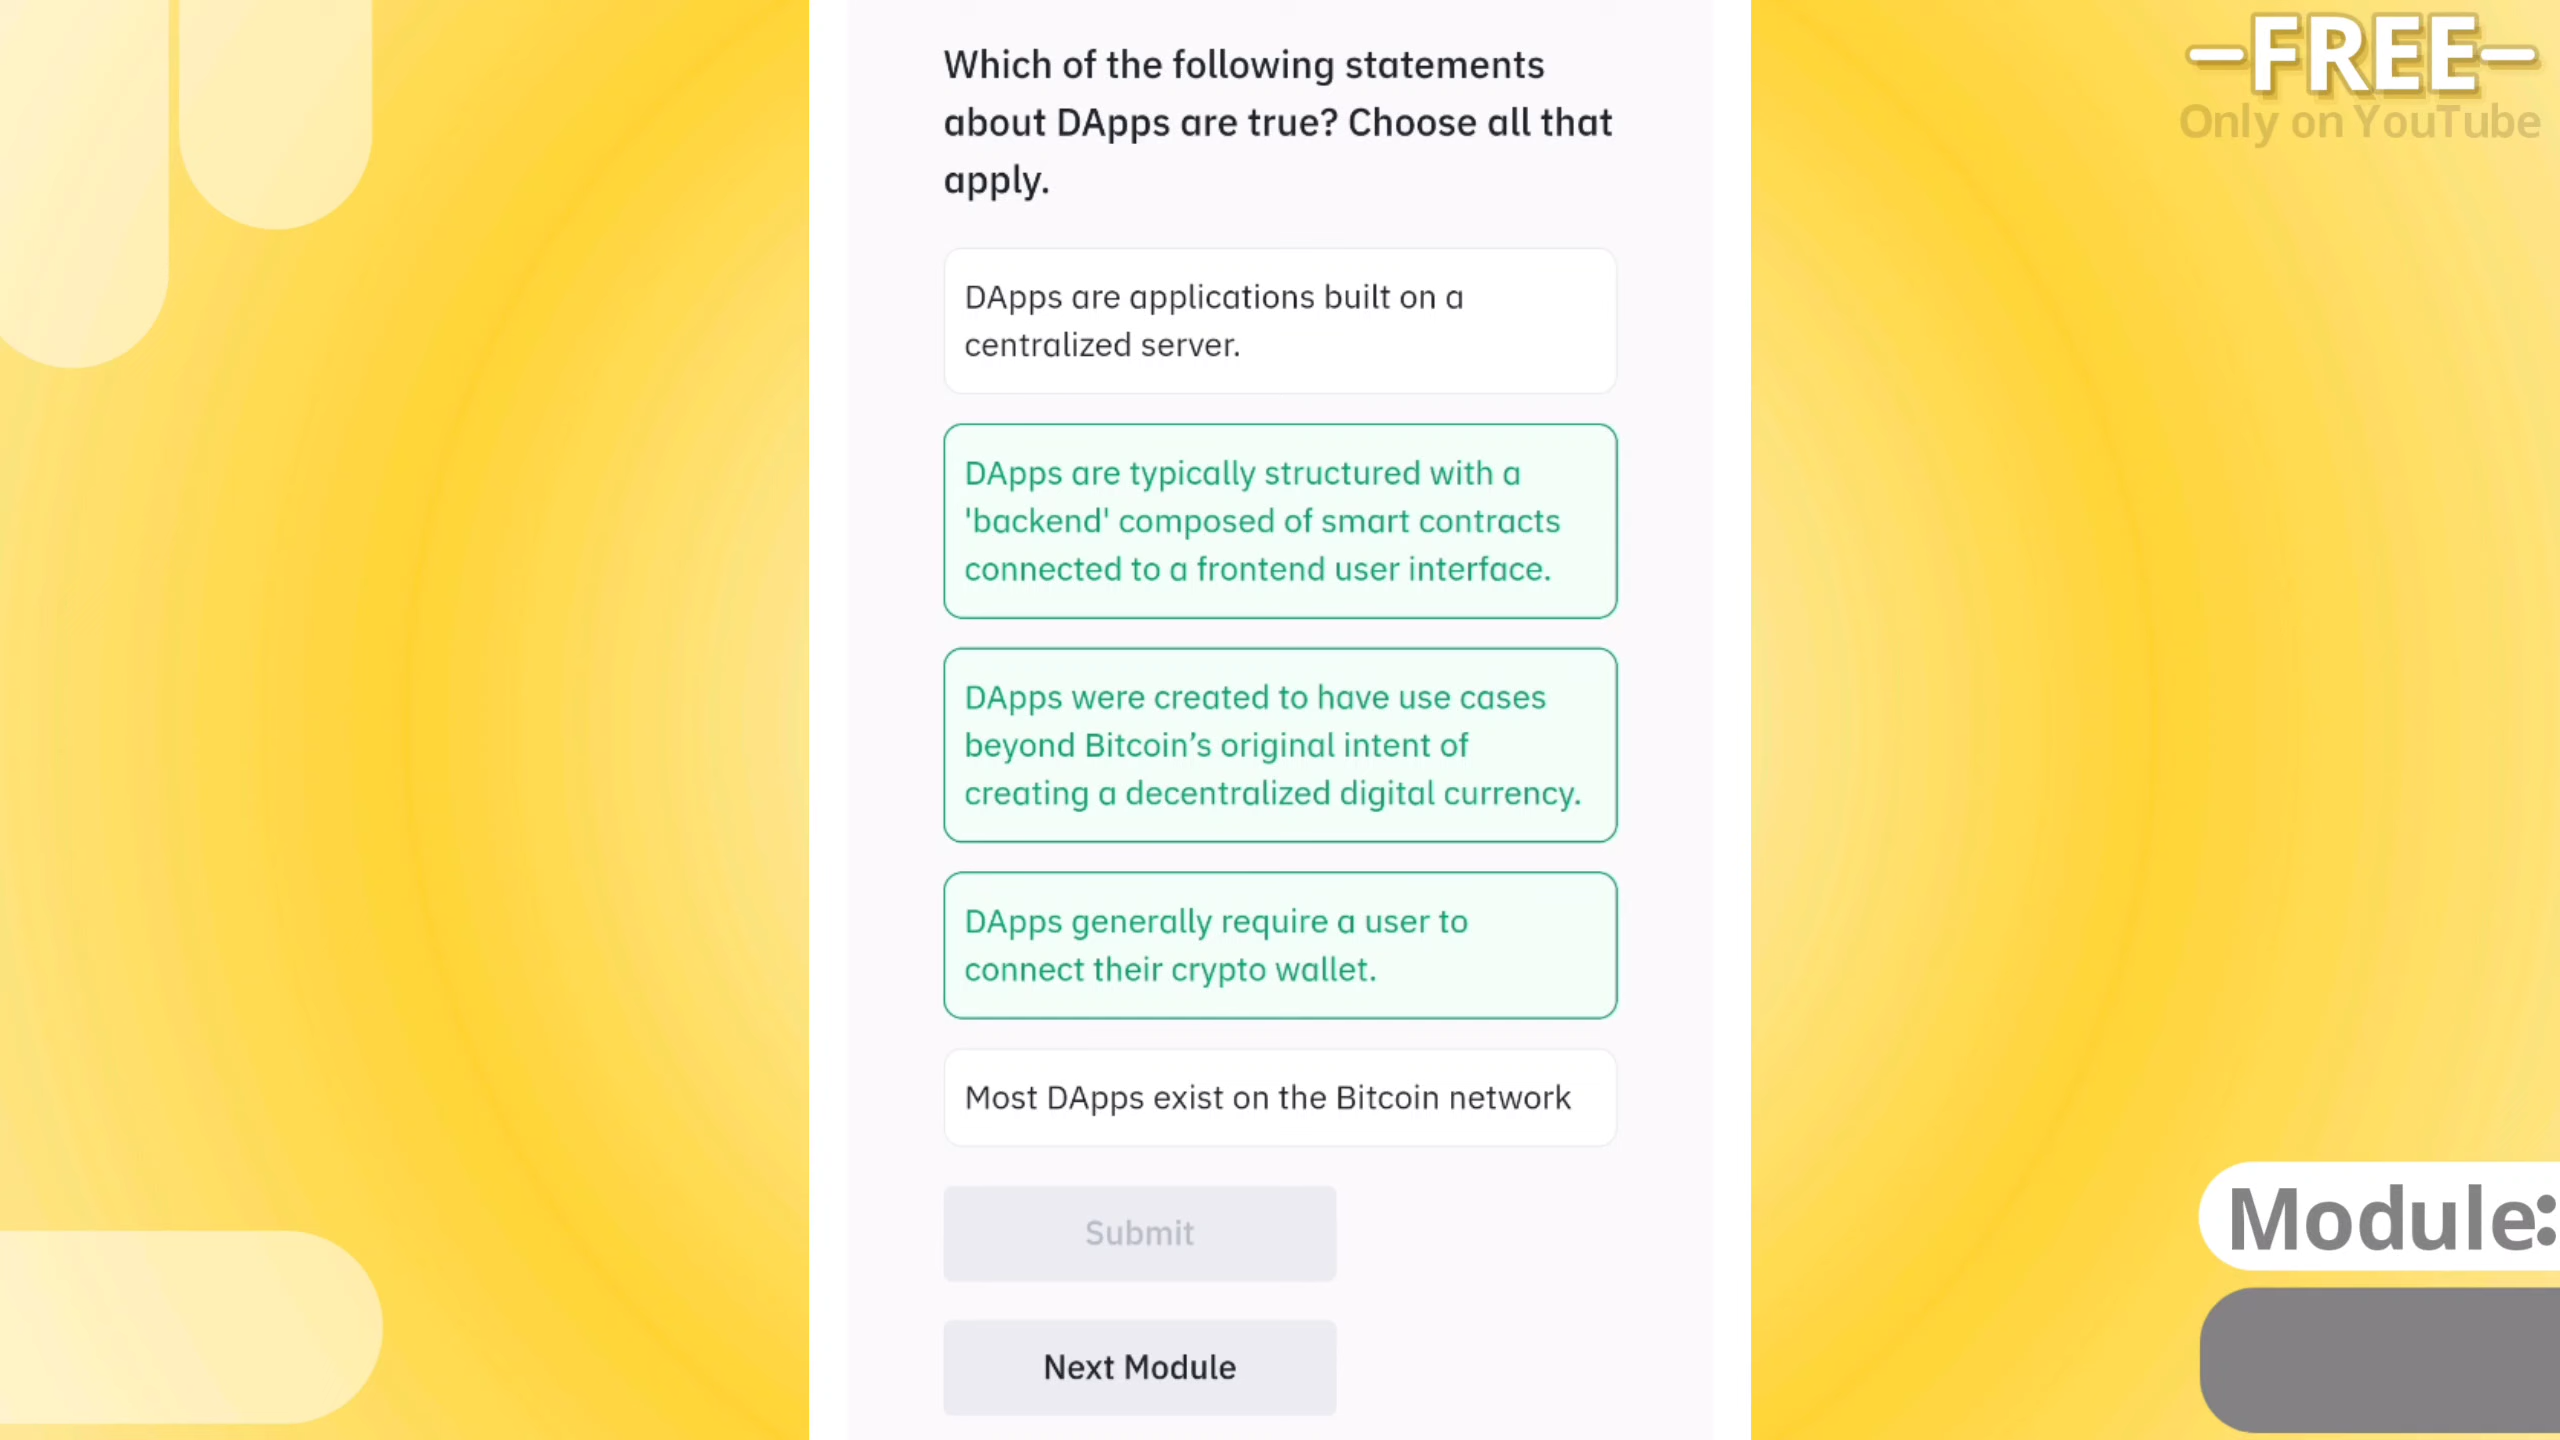 Which of the following statements
about DApps are true? Choose all that
apply.
DApps are applications built on a
centralized server.
DApps are typically structured with a
'backend' composed of smart contracts
connected to a frontend user interface.
DApps were created to have use cases
beyond Bitcoin’s original intent of
creating a decentralized digital currency.
DApps generally require a user to
connect their crypto wallet.
Most DApps exist on the Bitcoin network
Submit
Next Module
–FREE–
Only on YouTube
Module: